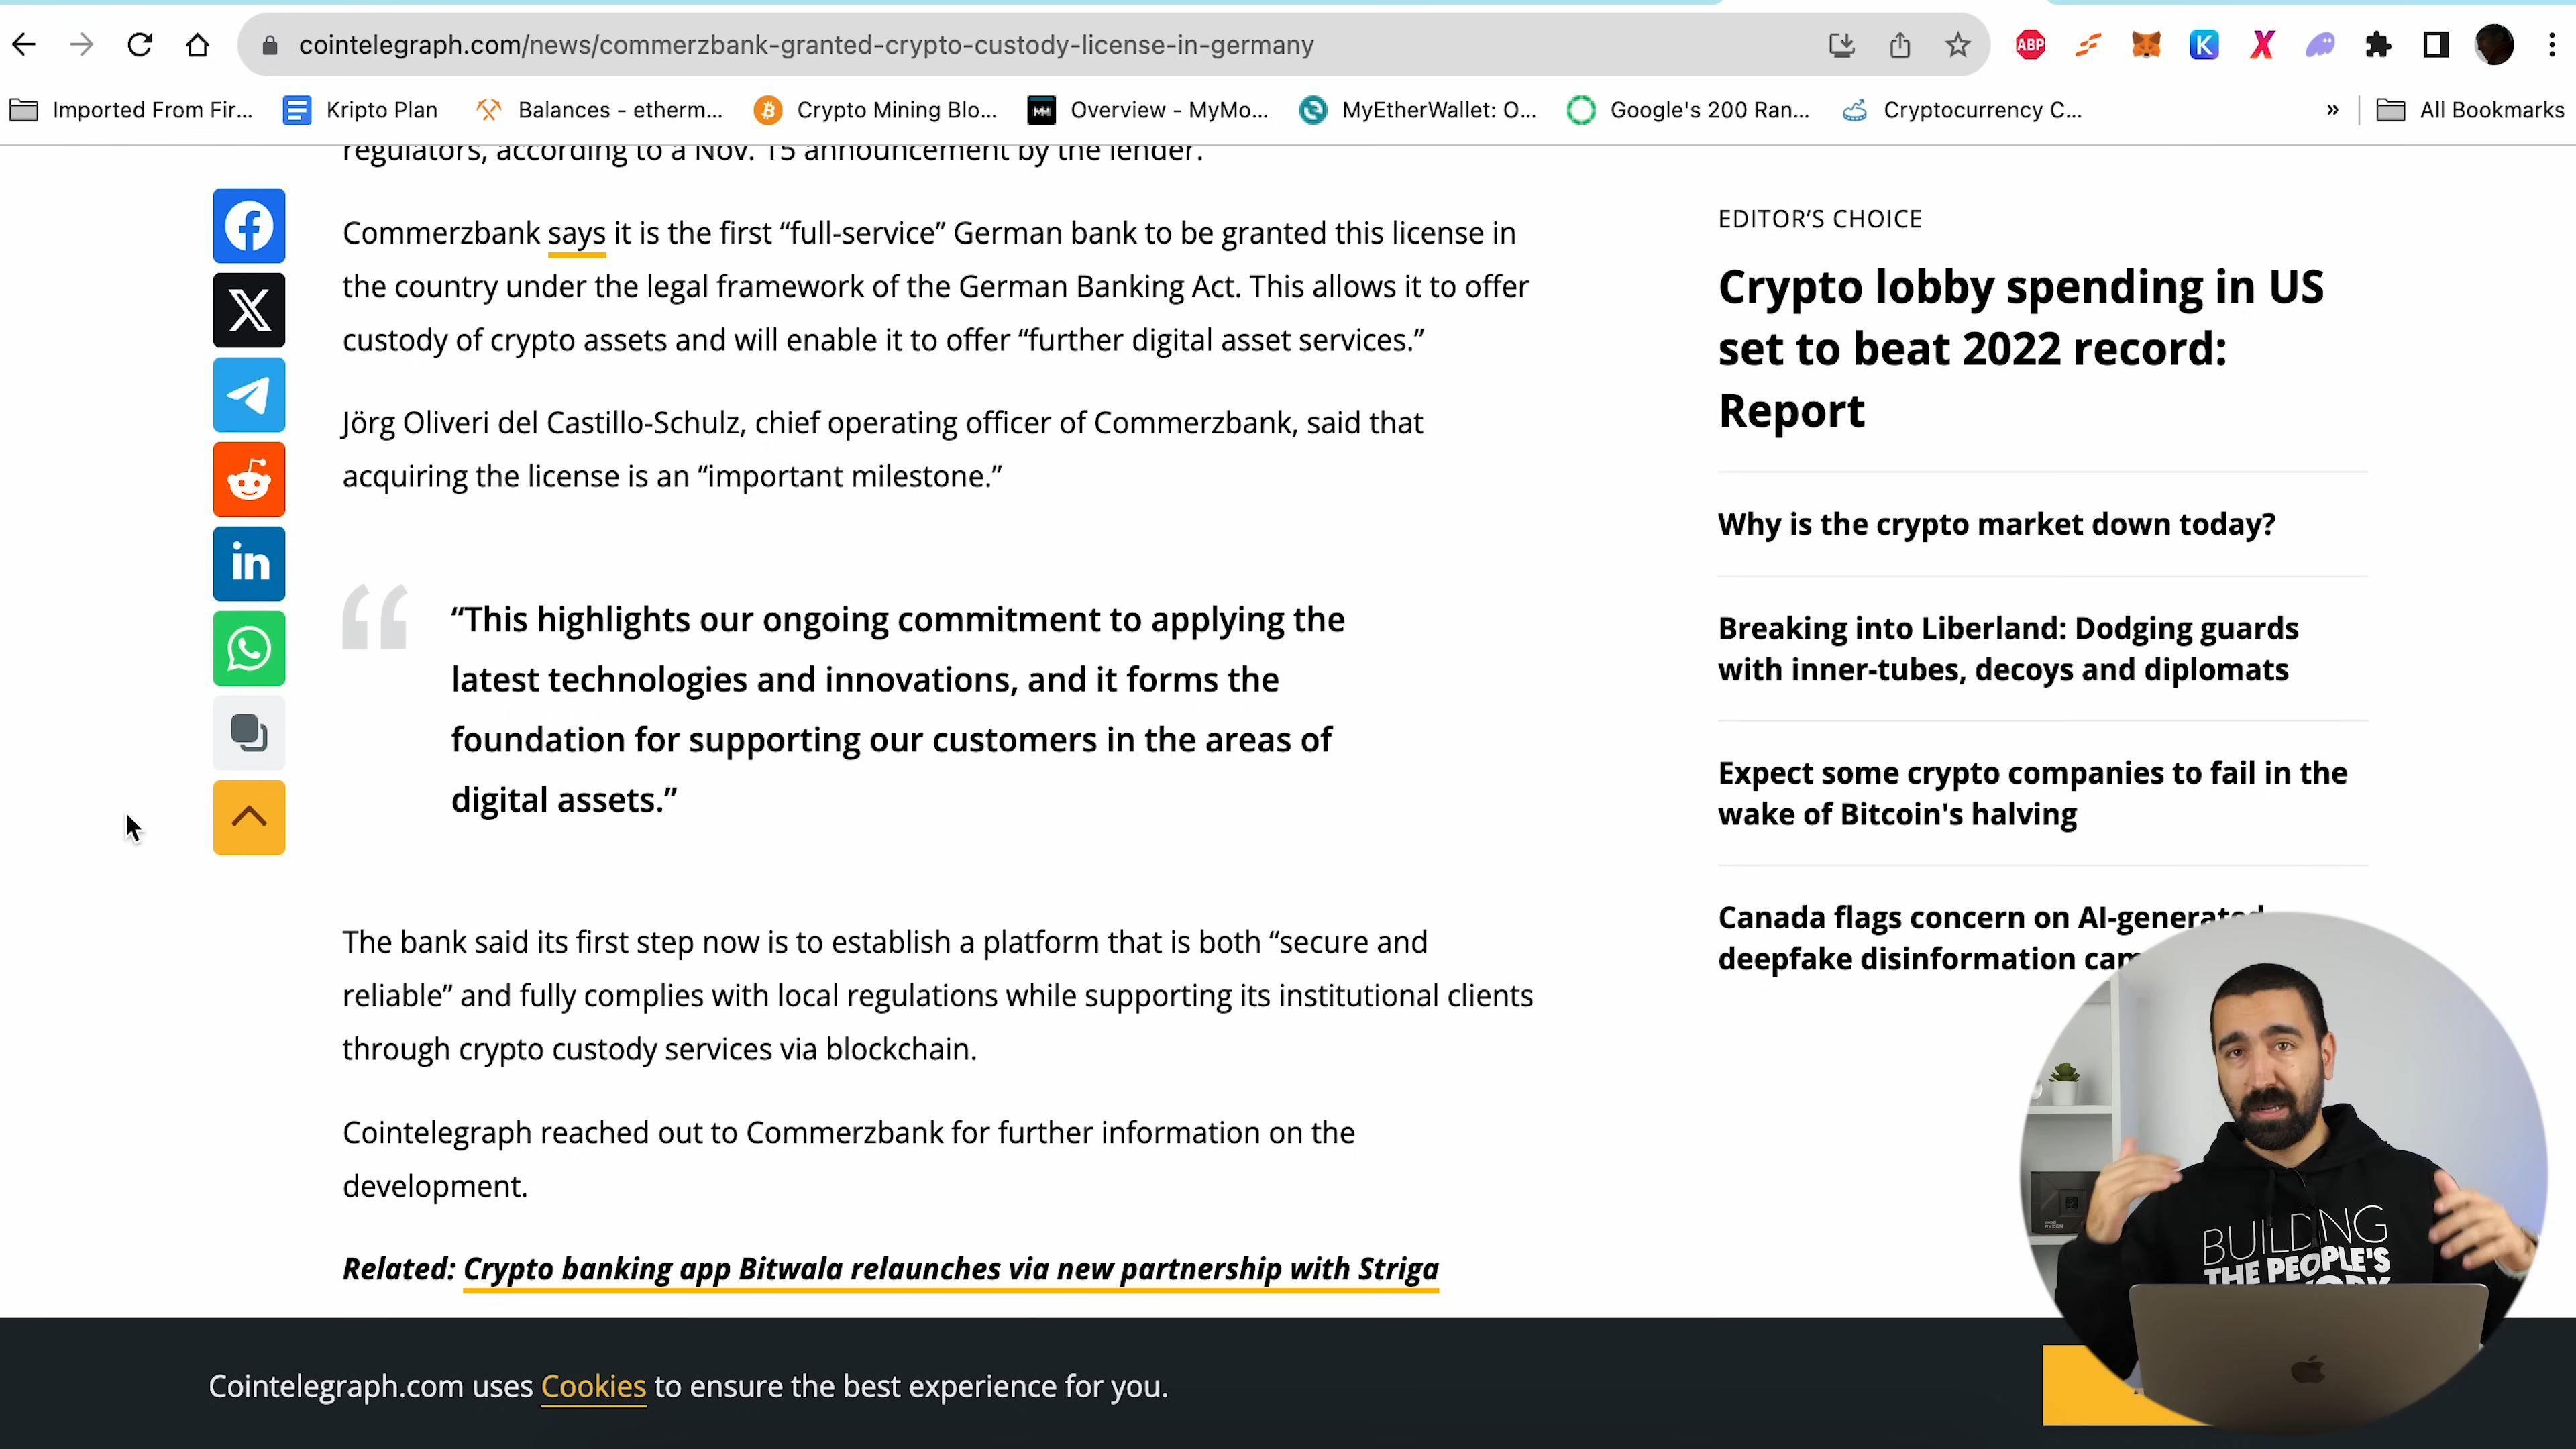 cointelegraph.com/news/commerzbank-granted-crypto-custody-license-in-germany
ABP
K
X
Imported From Fir...
Kripto Plan
Balances - etherm...
Crypto Mining Blo...
Overview - MyMo...
MyEtherWallet: O...
Google's 200 Ran...
Cryptocurrency C...
»
All Bookmarks
regulators, according to a Nov. 15 announcement by the lender.
Commerzbank says it is the first “full-service” German bank to be granted this license in
the country under the legal framework of the German Banking Act. This allows it to offer
custody of crypto assets and will enable it to offer “further digital asset services.”
Jörg Oliveri del Castillo-Schulz, chief operating officer of Commerzbank, said that
acquiring the license is an “important milestone.”
“This highlights our ongoing commitment to applying the
latest technologies and innovations, and it forms the
foundation for supporting our customers in the areas of
digital assets.”
The bank said its first step now is to establish a platform that is both “secure and
reliable” and fully complies with local regulations while supporting its institutional clients
through crypto custody services via blockchain.
Cointelegraph reached out to Commerzbank for further information on the
development.
Related: Crypto banking app Bitwala relaunches via new partnership with Striga
in
EDITOR’S CHOICE
Crypto lobby spending in US
set to beat 2022 record:
Report
Why is the crypto market down today?
Breaking into Liberland: Dodging guards
with inner-tubes, decoys and diplomats
Expect some crypto companies to fail in the
wake of Bitcoin's halving
Canada flags concern on AI-generated
deepfake disinformation
BUILDING
THE PEOPLE'S
Cointelegraph.com uses Cookies to ensure the best experience for you.